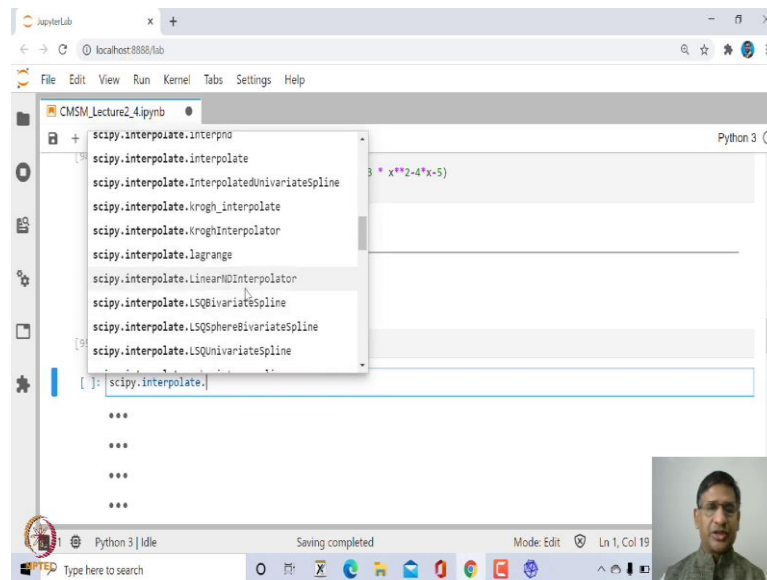 JupyterLab
localhost:8888/lab
File Edit View Run Kernel Tabs Settings Help
CMSM_Lecture2_4.ipynb
Python 3
scipy.interpolate.interpnd
scipy.interpolate.interpolate
3 * x**2-4*x-5)
scipy.interpolate.InterpolatedUnivariateSpline
scipy.interpolate.krogh_interpolate
scipy.interpolate.KroghInterpolator
scipy.interpolate.lagrange
scipy.interpolate.LinearNDInterpolator
scipy.interpolate.LSQBivariateSpline
scipy.interpolate.LSQSphereBivariateSpline
scipy.interpolate.LSQUnivariateSpline
[ ]: scipy.interpolate.
1 Python 3 | Idle Saving completed Mode: Edit Ln 1, Col 19
NPTEL Type here to search